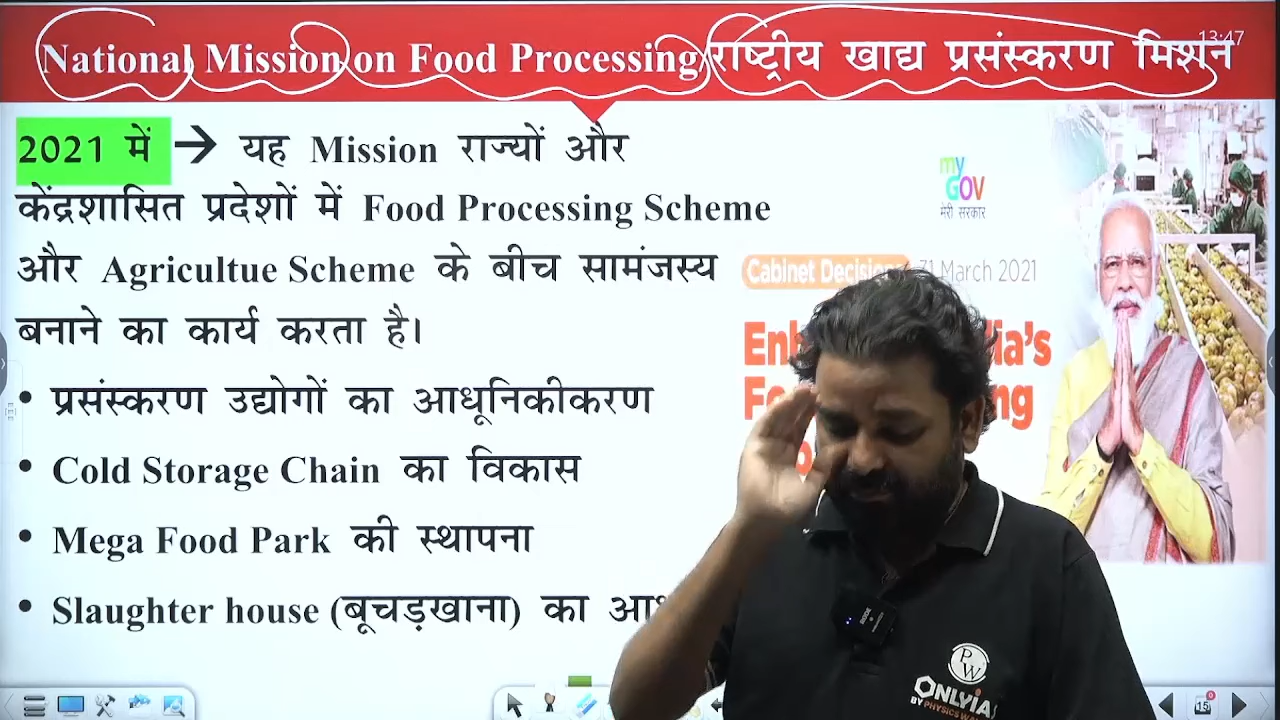 National Mission on Food Processing/राष्ट्रीय खाद्य प्रसंस्करण मिशन
13:47
2021 में → यह Mission राज्यों और
केंद्रशासित प्रदेशों में Food Processing Scheme
और Agricultue Scheme के बीच सामंजस्य
बनाने का कार्य करता है।
• प्रसंस्करण उद्योगों का आधूनिकीकरण
• Cold Storage Chain का विकास
• Mega Food Park की स्थापना
• Slaughter house (बूचड़खाना) का
my
GOV
मेरी सरकार
Cabinet 31 March 2021
PW
ONLYIAS
BY PHYSICS
15